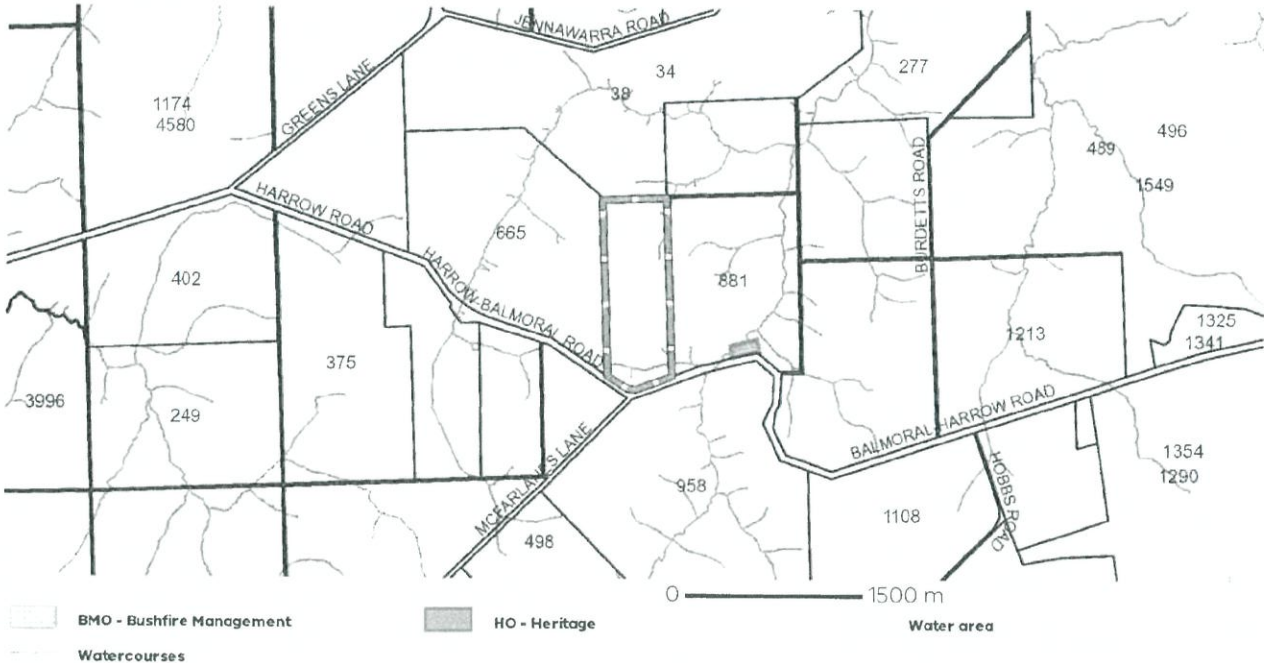 JENNAWARRA ROAD
34
277
38
GREENS LANE
1174
4580
496
489
BURDETTS ROAD
1549
HARROW ROAD
665
HARROW-BALMORAL ROAD
402
881
1325
1213
1341
375
3996
249
BALMORAL-HARROW ROAD
MCFARLANES LANE
HOBBS ROAD
1354
1290
958
1108
498
0 1500 m
BMO - Bushfire Management
HO - Heritage
Water area
Watercourses